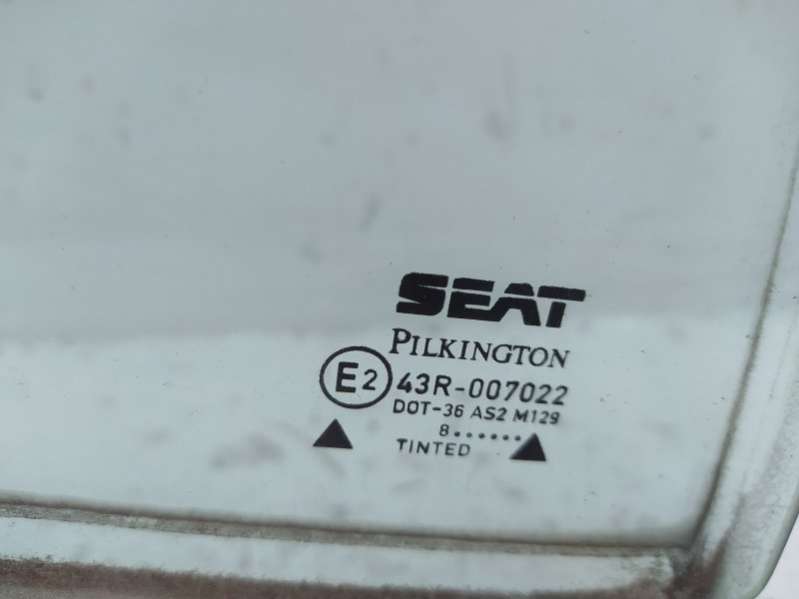 SEAT
PILKINGTON
E2 43R-007022
DOT-36 AS2 M129
8......
TINTED